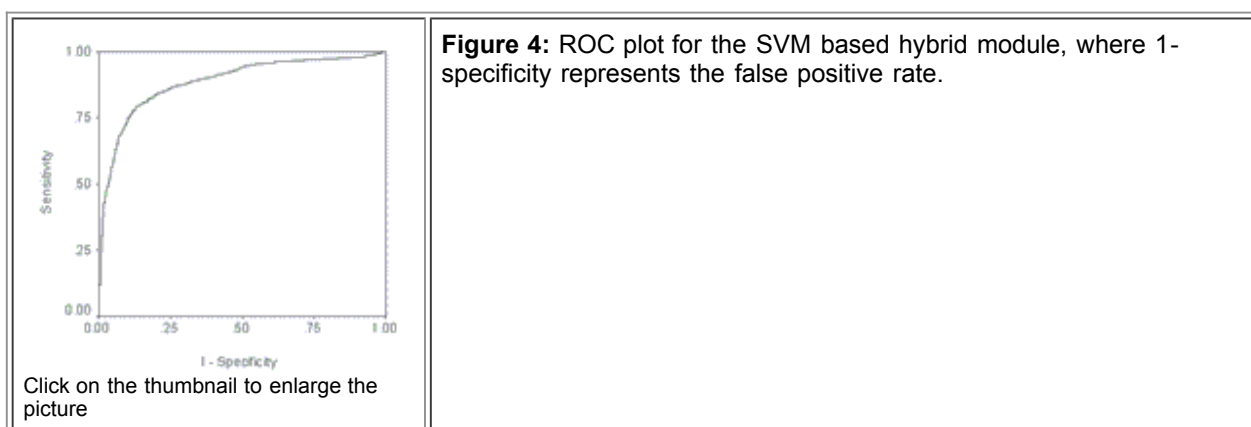 1.00
.75
.50
.25
0.00
Sensitivity
0.00 .25 .50 .75 1.00
1 - Specificity
Click on the thumbnail to enlarge the
picture
Figure 4: ROC plot for the SVM based hybrid module, where 1-
specificity represents the false positive rate.